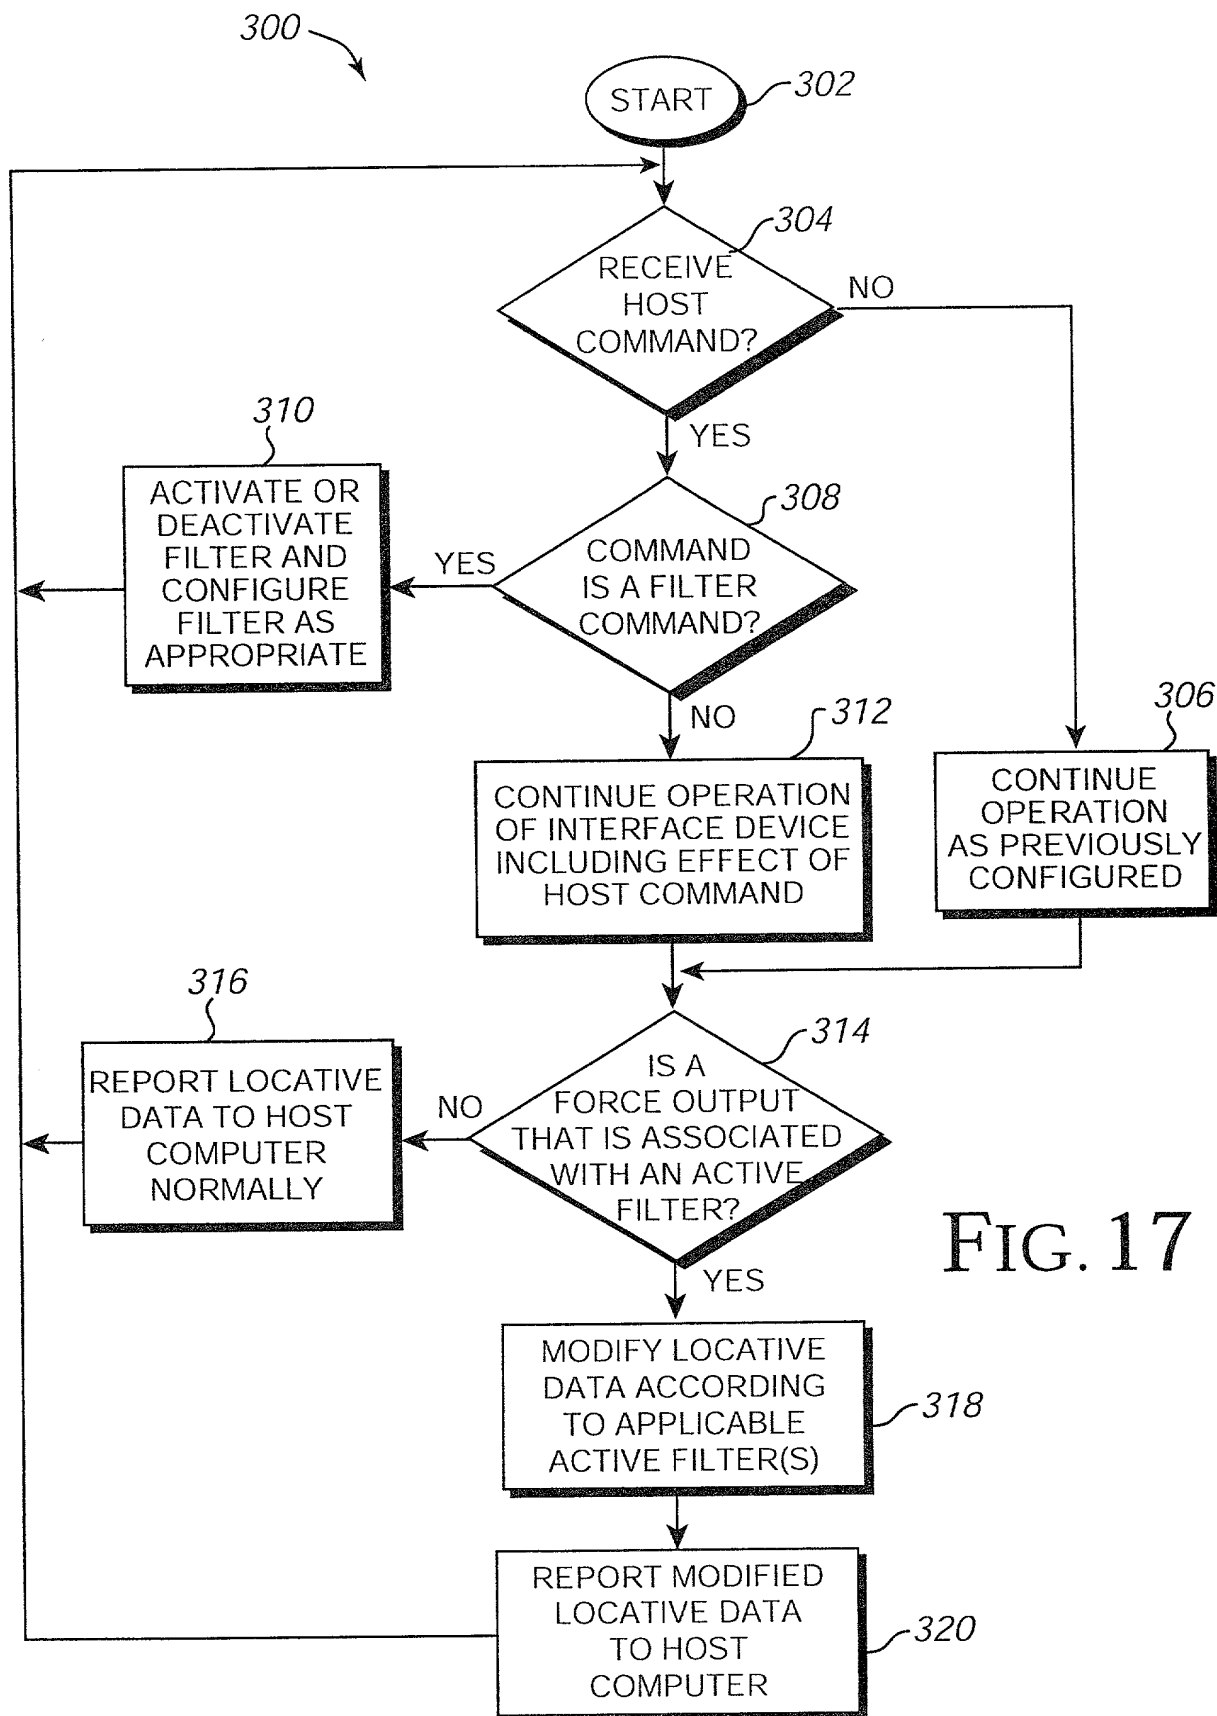 300
START
302
304
RECEIVE
HOST
COMMAND?
NO
YES
310
ACTIVATE OR
DEACTIVATE
FILTER AND
CONFIGURE
FILTER AS
APPROPRIATE
YES
308
COMMAND
IS A FILTER
COMMAND?
NO
312
CONTINUE OPERATION
OF INTERFACE DEVICE
INCLUDING EFFECT OF
HOST COMMAND
306
CONTINUE
OPERATION
AS PREVIOUSLY
CONFIGURED
316
REPORT LOCATIVE
DATA TO HOST
COMPUTER
NORMALLY
NO
314
IS A
FORCE OUTPUT
THAT IS ASSOCIATED
WITH AN ACTIVE
FILTER?
YES
FIG. 17
MODIFY LOCATIVE
DATA ACCORDING
TO APPLICABLE
ACTIVE FILTER(S)
318
REPORT MODIFIED
LOCATIVE DATA
TO HOST
COMPUTER
320